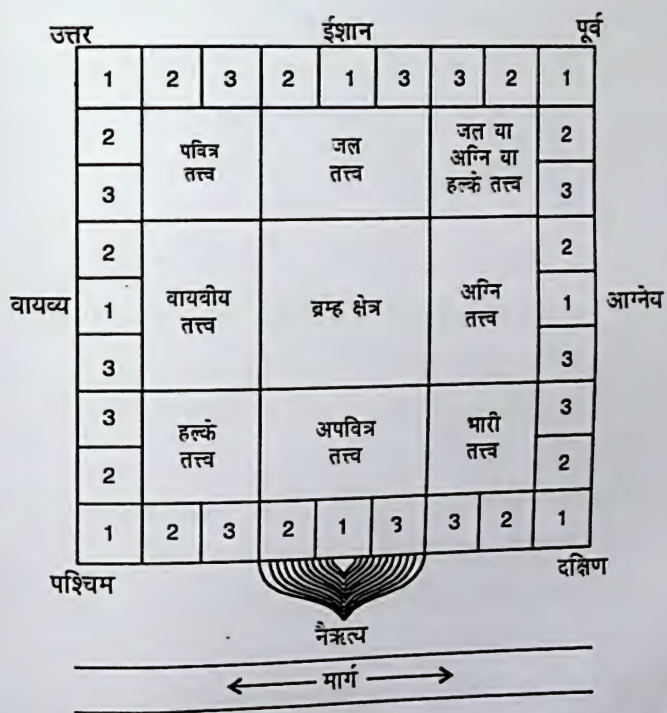 उत्तर ईशान पूर्व
1 2 3 2 1 3 3 2 1
2 पवित्र जल जल या 2
तत्त्व तत्त्व अग्नि या
3 हल्के तत्त्व 3
2 2
वायव्य 1 वायवीय व्रम्ह क्षेत्र अग्नि 1 आग्नेय
तत्त्व तत्त्व
3 3
3 हल्के अपवित्र भारी 3
तत्त्व तत्त्व तत्त्व
2 2
1 2 3 2 1 3 3 2 1
पश्चिम दक्षिण
नैऋत्य
मार्ग